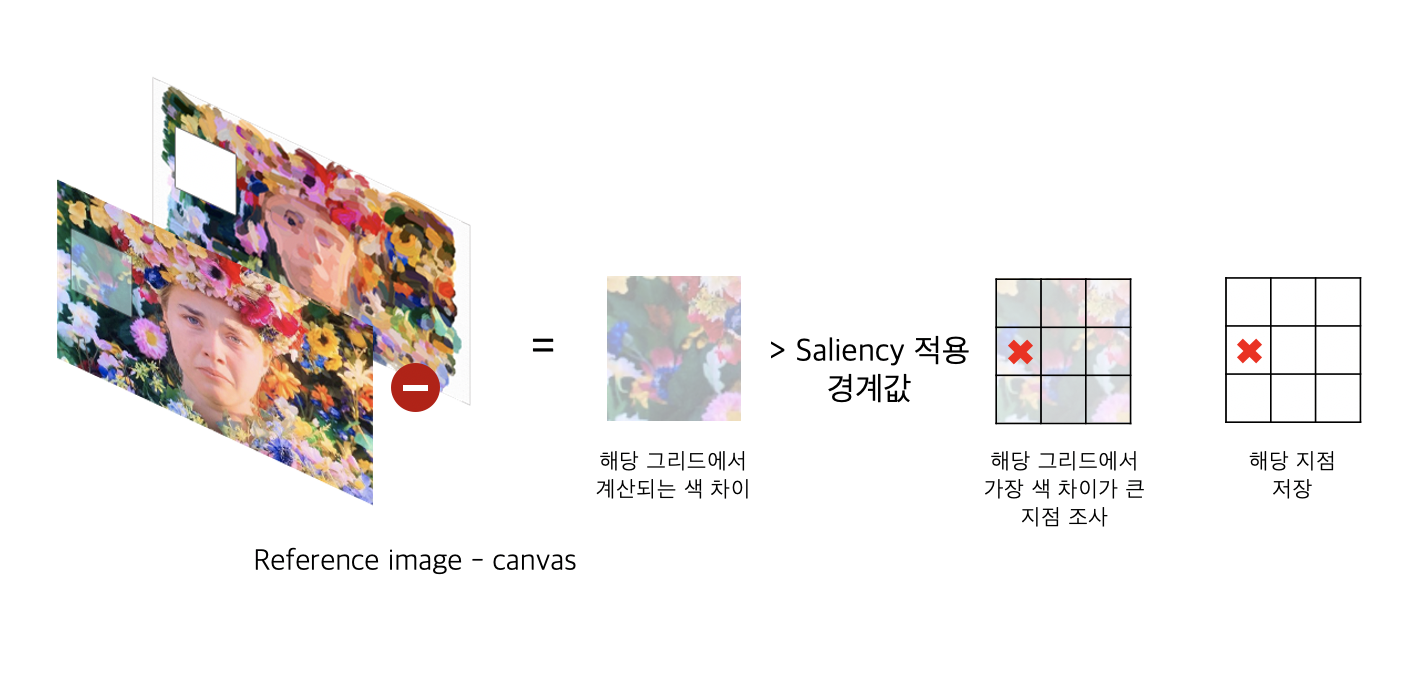 =
> Saliency 적용
경계값
해당 그리드에서
계산되는 색 차이
해당 그리드에서
가장 색 차이가 큰
지점 조사
해당 지점
저장
Reference image - canvas